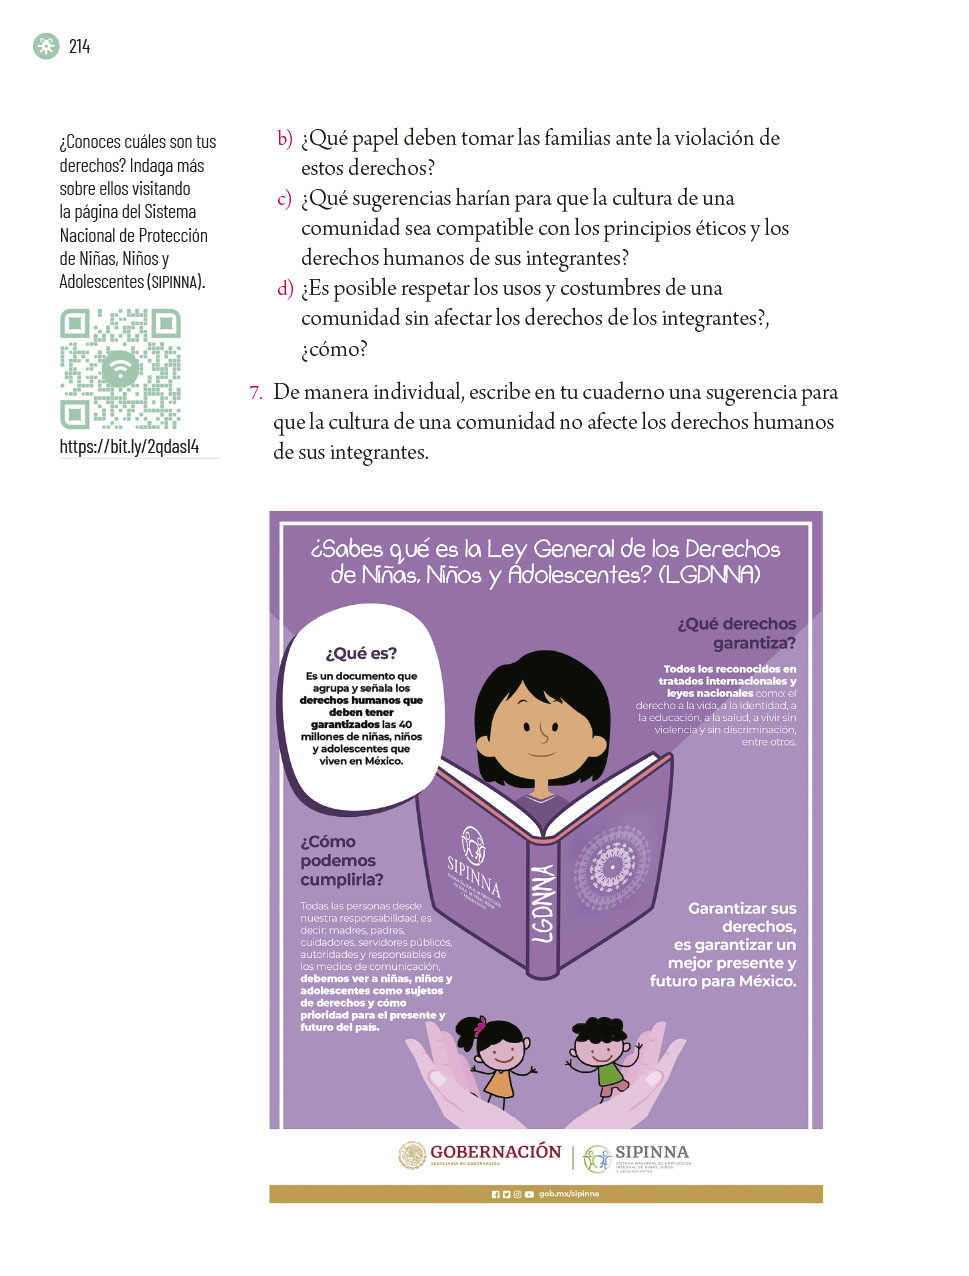 214
¿Conoces cuáles son tus
derechos? Indaga más
sobre ellos visitando
la página del Sistema
Nacional de Protección
de Niñas, Niños y
Adolescentes (SIPINNA).
https://bit.ly/2qdasI4
b) ¿Qué papel deben tomar las familias ante la violación de
estos derechos?
c) ¿Qué sugerencias harían para que la cultura de una
comunidad sea compatible con los principios éticos y los
derechos humanos de sus integrantes?
d) ¿Es posible respetar los usos y costumbres de una
comunidad sin afectar los derechos de los integrantes?,
¿cómo?
7. De manera individual, escribe en tu cuaderno una sugerencia para
que la cultura de una comunidad no afecte los derechos humanos
de sus integrantes.
¿Sabes qué es la Ley General de los Derechos
de Niñas, Niños y Adolescentes? (LGDNNA)
¿Qué es?
Es un documento que
agrupa y señala los
derechos humanos que
deben tener
garantizados las 40
millones de niñas, niños
y adolescentes que
viven en México.
¿Qué derechos
garantiza?
Todos los reconocidos en
tratados internacionales y
leyes nacionales como: el
derecho a la vida, a la identidad, a
la educación, a la salud, a vivir sin
violencia y sin discriminación,
entre otros.
¿Cómo
podemos
cumplirla?
Todas las personas desde
nuestra responsabilidad, es
decir: madres, padres,
cuidadores, servidores públicos,
autoridades y responsables de
los medios de comunicación,
debemos ver a niñas, niños y
adolescentes como sujetos
de derechos y cómo
prioridad para el presente y
futuro del país.
SIPINNA
LGDNNA
Garantizar sus
derechos,
es garantizar un
mejor presente y
futuro para México.
GOBERNACIÓN
SECRETARÍA DE GOBERNACIÓN
SIPINNA
SISTEMA NACIONAL DE PROTECCIÓN
INTEGRAL DE NIÑAS, NIÑOS
Y ADOLESCENTES
gob.mx/sipinna